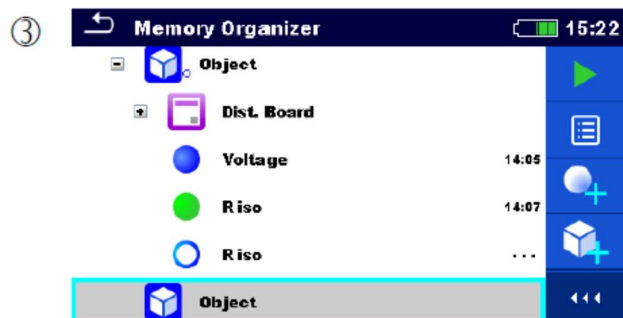 ③
Memory Organizer 15:22
Object
Dist. Board
Voltage 14:05
Riso 14:07
Riso ...
Object